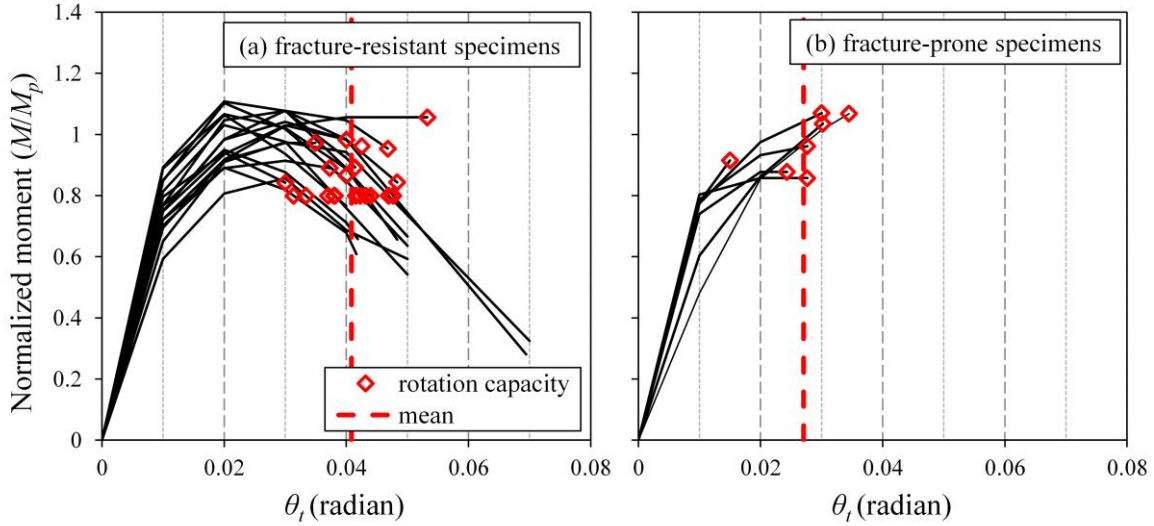 Normalized moment (M/Mp)
1.4
1.2
1
0.8
0.6
0.4
0.2
0
(a) fracture-resistant specimens
rotation capacity
mean
0 0.02 0.04 0.06 0.08
θt (radian)
(b) fracture-prone specimens
0 0.02 0.04 0.06 0.08
θt (radian)